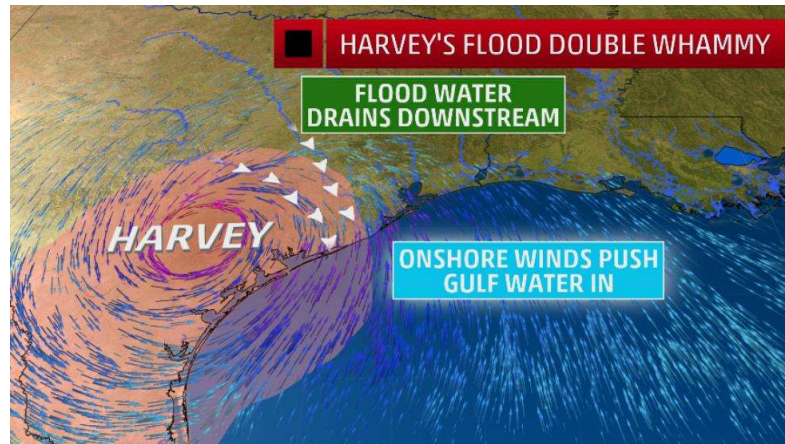 HARVEY'S FLOOD DOUBLE WHAMMY
FLOOD WATER
DRAINS DOWNSTREAM
HARVEY
ONSHORE WINDS PUSH
GULF WATER IN